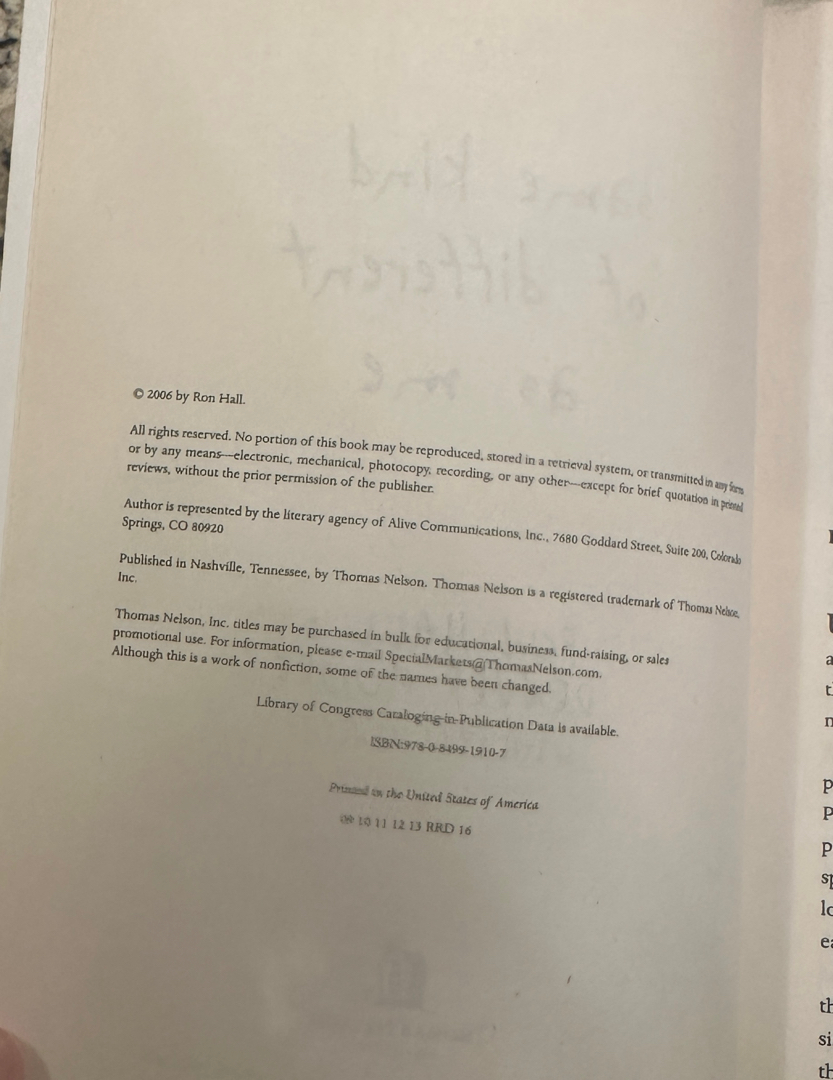 same kind
of different
as me
© 2006 by Ron Hall.
All rights reserved. No portion of this book may be reproduced, stored in a retrieval system, or transmitted in any form
or by any means—electronic, mechanical, photocopy, recording, or any other—except for brief quotation in printed
reviews, without the prior permission of the publisher.
Author is represented by the literary agency of Alive Communications, Inc., 7680 Goddard Street, Suite 200, Colorado
Springs, CO 80920
Published in Nashville, Tennessee, by Thomas Nelson. Thomas Nelson is a registered trademark of Thomas Nelson,
Inc.
Thomas Nelson, Inc. titles may be purchased in bulk for educational, business, fund-raising, or sales
promotional use. For information, please e-mail SpecialMarkets@ThomasNelson.com.
Although this is a work of nonfiction, some of the names have been changed.
Library of Congress Cataloging-in-Publication Data is available.
ISBN:978-0-8499-1910-7
Printed in the United States of America
10 11 12 13 RRD 16